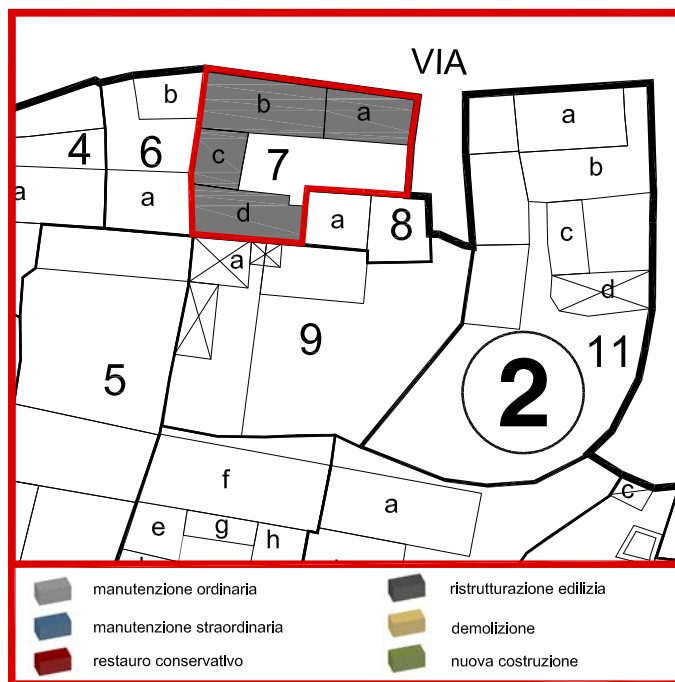 VIA
b
b
a
a
4
6
7
c
b
a
a
d
a
8
c
a
d
9
11
5
2
f
a
c
e
g
h
manutenzione ordinaria
ristrutturazione edilizia
manutenzione straordinaria
demolizione
restauro conservativo
nuova costruzione